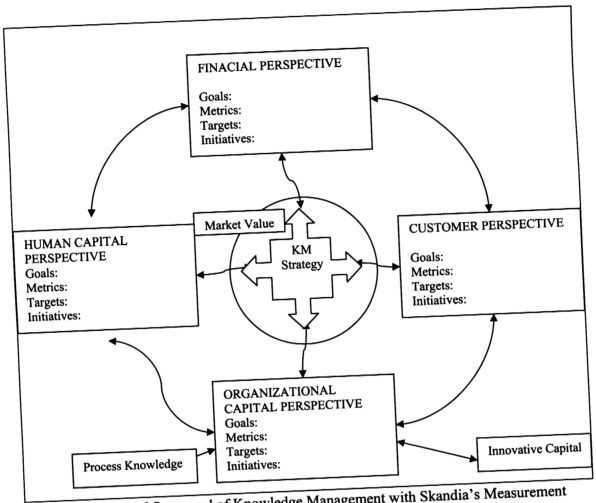 FINACIAL PERSPECTIVE
Goals:
Metrics:
Targets:
Initiatives:
Market Value
KM
Strategy
HUMAN CAPITAL
PERSPECTIVE
Goals:
Metrics:
Targets:
Initiatives:
CUSTOMER PERSPECTIVE
Goals:
Metrics:
Targets:
Initiatives:
ORGANIZATIONAL
CAPITAL PERSPECTIVE
Goals:
Metrics:
Targets:
Initiatives:
Process Knowledge
Innovative Capital
of Knowledge Management with Skandia's Measurement